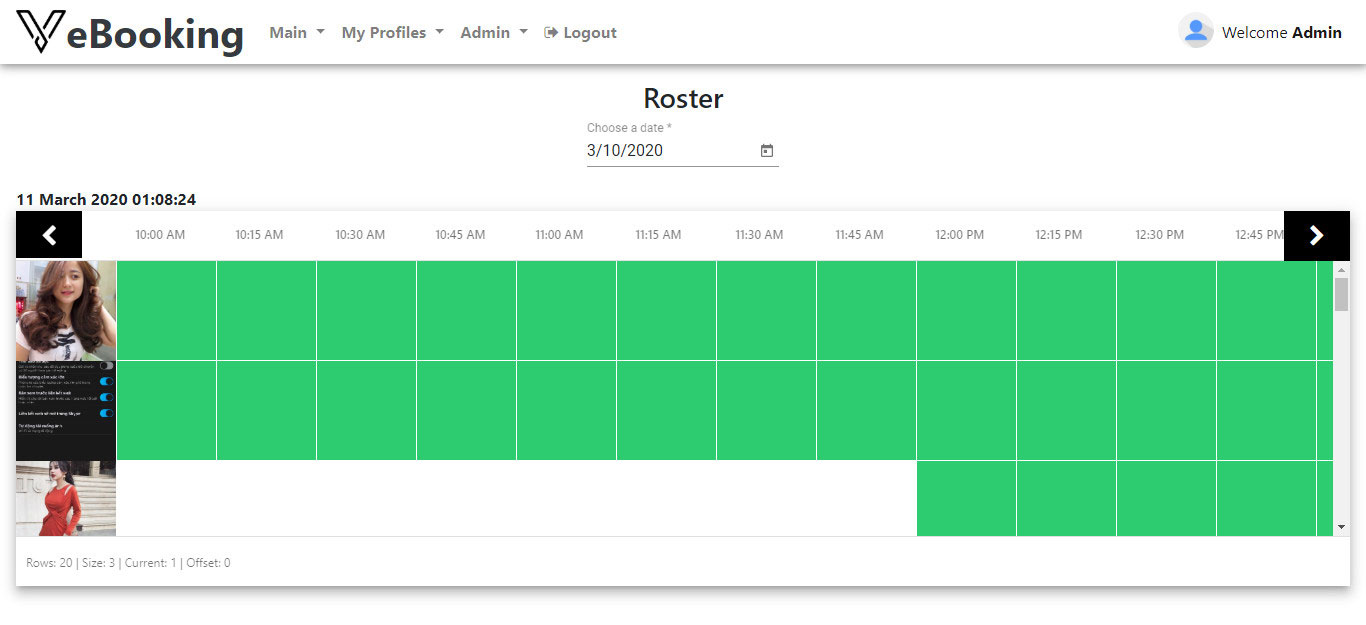 VeBooking
Main
My Profiles
Admin
Logout
Welcome Admin
Roster
Choose a date *
3/10/2020
11 March 2020 01:08:24
10:00 AM 10:15 AM 10:30 AM 10:45 AM 11:00 AM 11:15 AM 11:30 AM 11:45 AM 12:00 PM 12:15 PM 12:30 PM 12:45 PM
Rows: 20 | Size: 3 | Current: 1 | Offset: 0